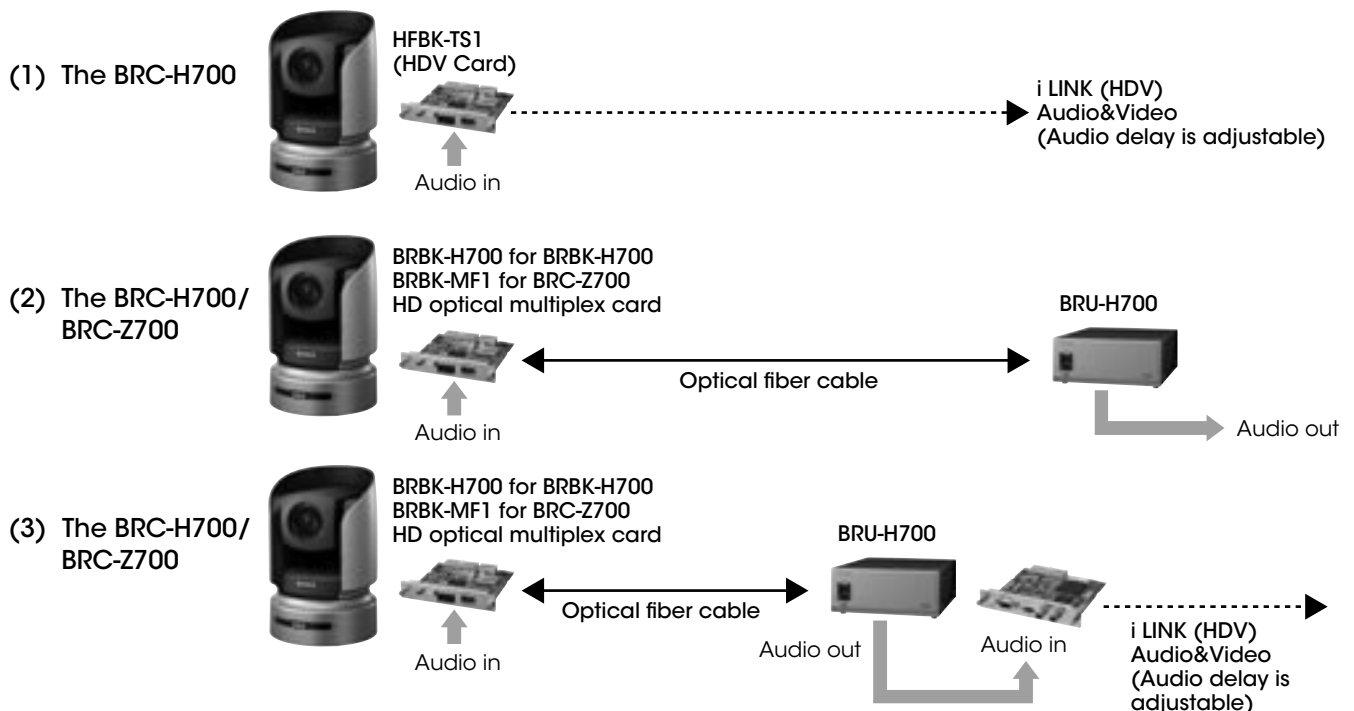 (1) The BRC-H700
HFBK-TS1
(HDV Card)
Audio in
i LINK (HDV)
Audio&Video
(Audio delay is adjustable)
(2) The BRC-H700/
BRC-Z700
BRBK-H700 for BRBK-H700
BRBK-MF1 for BRC-Z700
HD optical multiplex card
Audio in
Optical fiber cable
BRU-H700
Audio out
(3) The BRC-H700/
BRC-Z700
BRBK-H700 for BRBK-H700
BRBK-MF1 for BRC-Z700
HD optical multiplex card
Audio in
Optical fiber cable
BRU-H700
Audio out
Audio in
i LINK (HDV)
Audio&Video
(Audio delay is
adjustable)